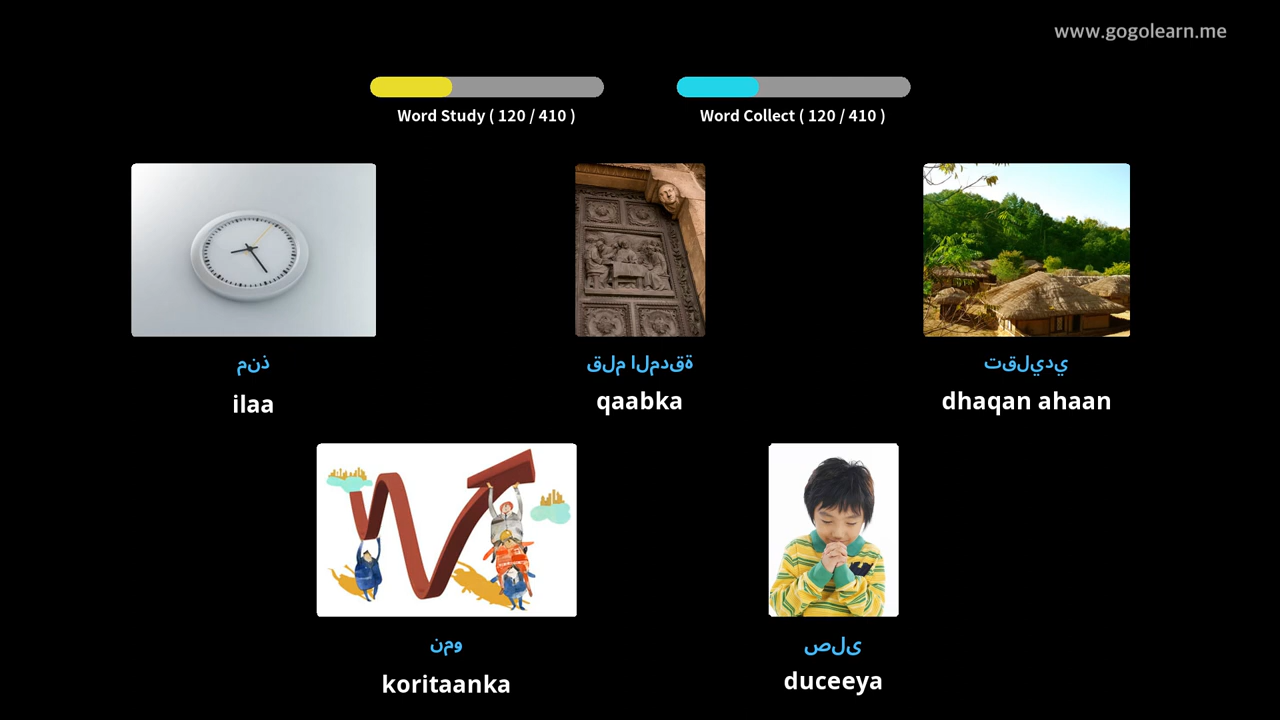 www.gogolearn.me
Word Study ( 120 / 410 )
Word Collect ( 120 / 410 )
منذ
قلم المدقة
تقليدي
ilaa
qaabka
dhaqan ahaan
نمو
صلى
koritaanka
duceeya